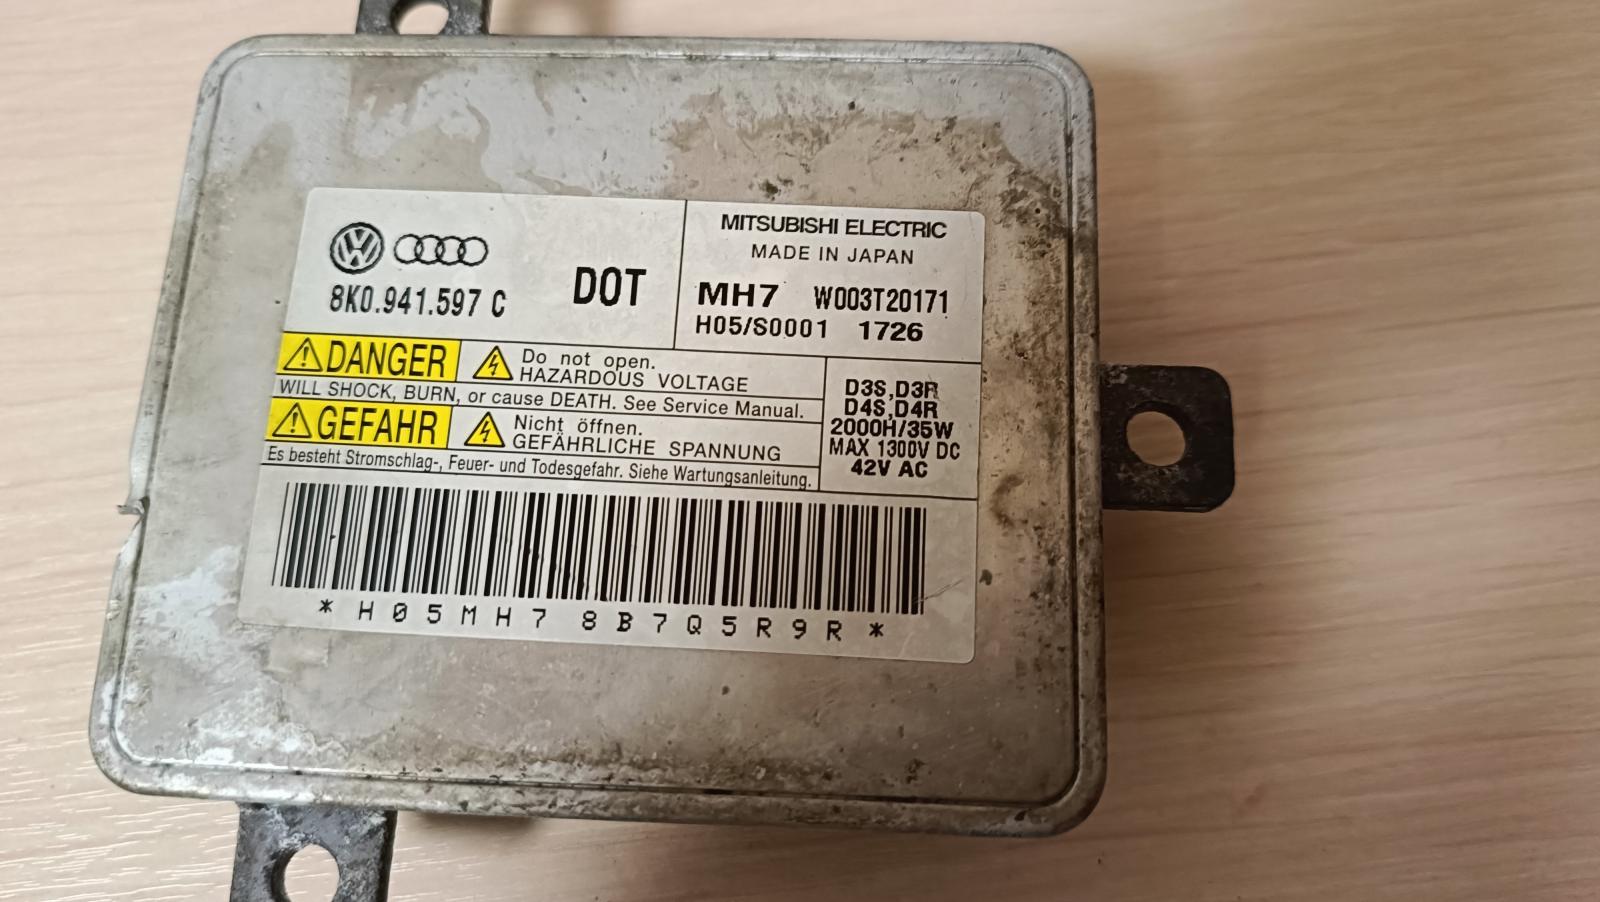 8K0.941.597 C
DOT
MITSUBISHI ELECTRIC
MADE IN JAPAN
MH7 W003T20171
H05/S0001 1726
DANGER
Do not open.
HAZARDOUS VOLTAGE
WILL SHOCK, BURN, or cause DEATH. See Service Manual.
GEFAHR
Nicht öffnen.
GEFÄHRLICHE SPANNUNG
Es besteht Stromschlag-, Feuer- und Todesgefahr. Siehe Wartungsanleitung.
D3S,D3R
D4S,D4R
2000H/35W
MAX 1300V DC
42V AC
*H05MH78B7Q5R9R*